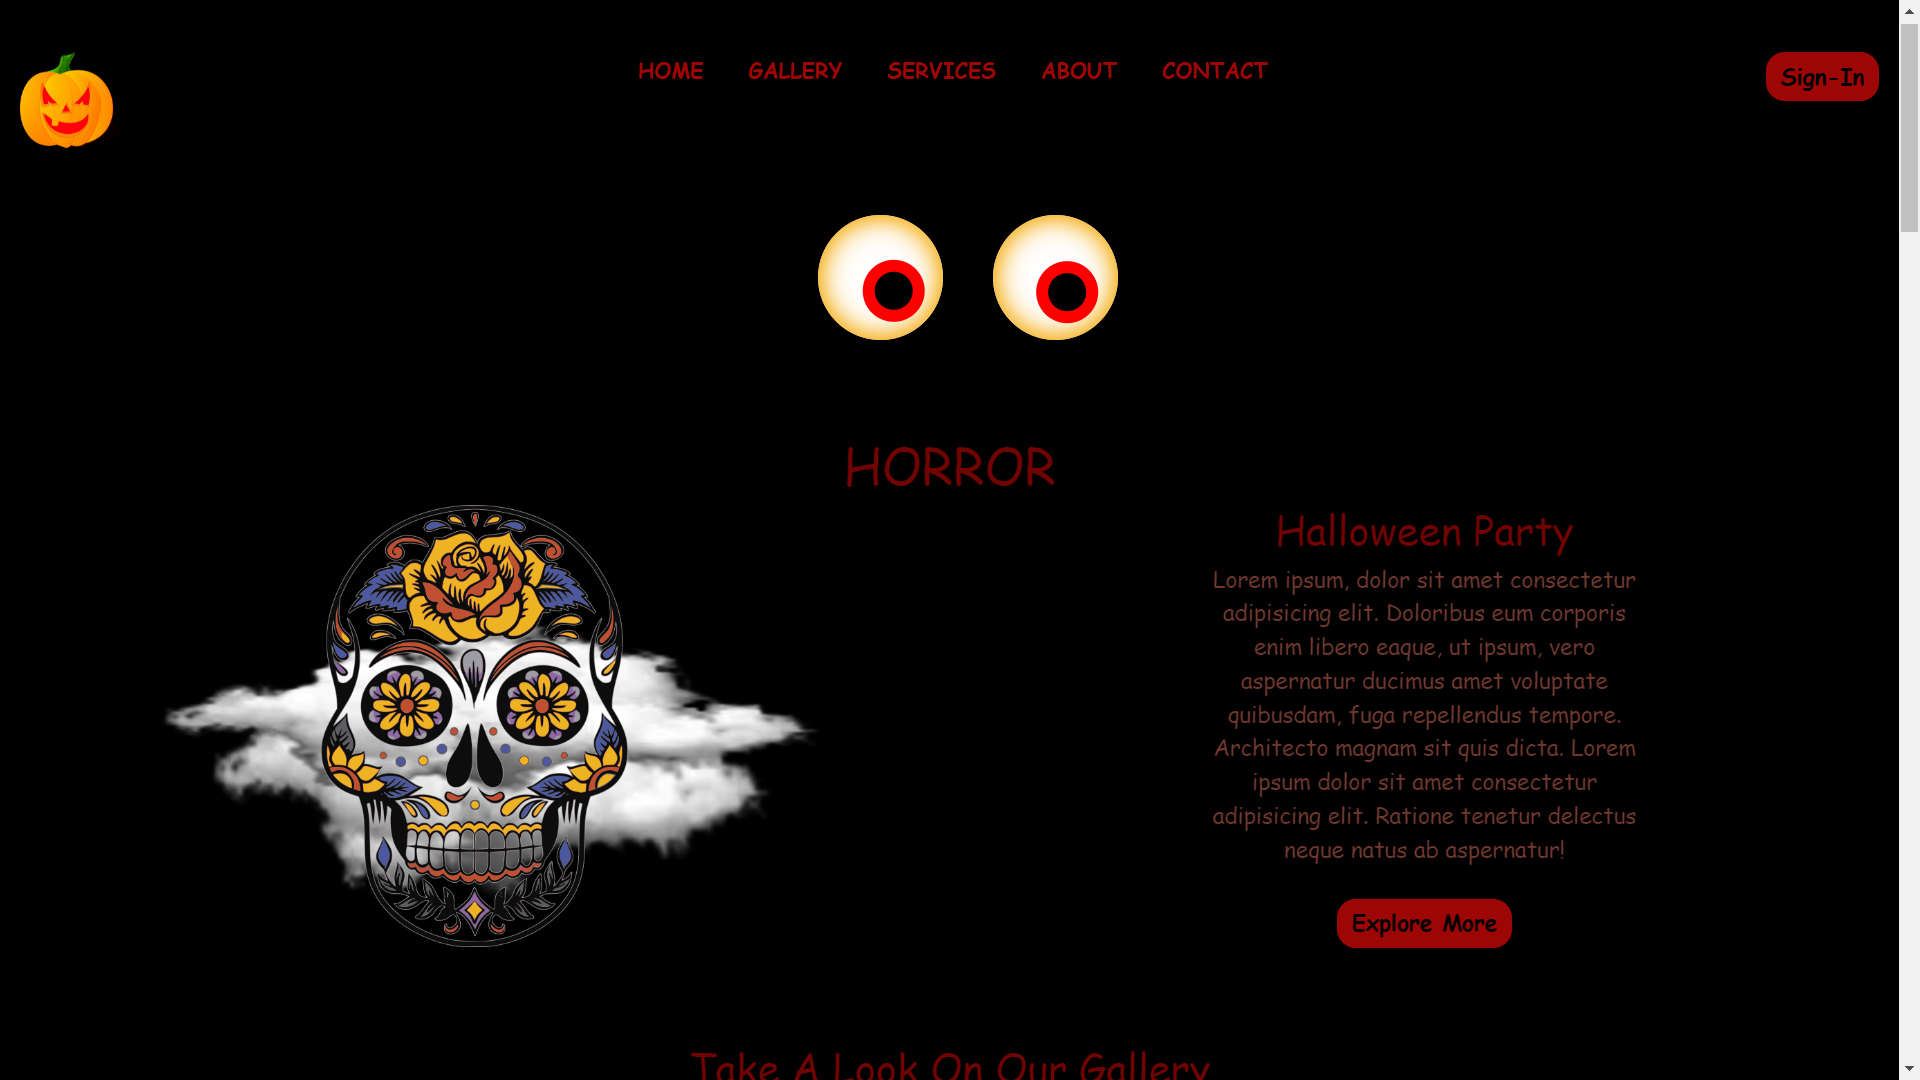 HOME GALLERY SERVICES ABOUT CONTACT
Sign-In
HORROR
Halloween Party
Lorem ipsum, dolor sit amet consectetur
adipisicing elit. Doloribus eum corporis
enim libero eaque, ut ipsum, vero
aspernatur ducimus amet voluptate
quibusdam, fuga repellendus tempore.
Architecto magnam sit quis dicta. Lorem
ipsum dolor sit amet consectetur
adipisicing elit. Ratione tenetur delectus
neque natus ab aspernatur!
Explore More
Take A Look On Our Gallery